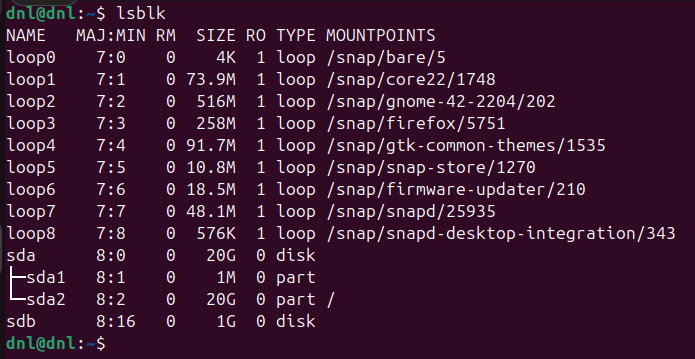 dnl@dnl:~$ lsblk
NAME   MAJ:MIN RM   SIZE RO TYPE MOUNTPOINTS
loop0    7:0    0     4K  1 loop /snap/bare/5
loop1    7:1    0  73.9M  1 loop /snap/core22/1748
loop2    7:2    0   516M  1 loop /snap/gnome-42-2204/202
loop3    7:3    0   258M  1 loop /snap/firefox/5751
loop4    7:4    0  91.7M  1 loop /snap/gtk-common-themes/1535
loop5    7:5    0  10.8M  1 loop /snap/snap-store/1270
loop6    7:6    0  18.5M  1 loop /snap/firmware-updater/210
loop7    7:7    0  48.1M  1 loop /snap/snapd/25935
loop8    7:8    0   576K  1 loop /snap/snapd-desktop-integration/343
sda      8:0    0    20G  0 disk
├─sda1   8:1    0     1M  0 part
└─sda2   8:2    0    20G  0 part /
sdb      8:16   0     1G  0 disk
dnl@dnl:~$